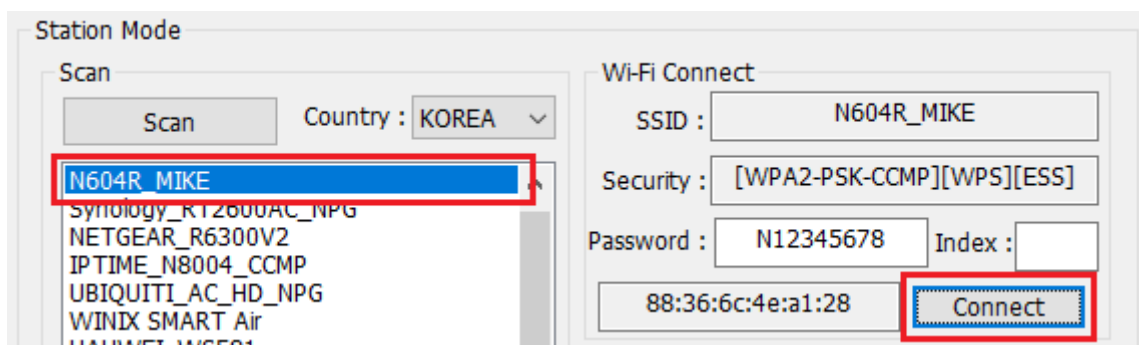 Station Mode
Scan
Scan
Country : KOREA
N604R_MIKE
Synology_RT2600AC_NPG
NETGEAR_R6300V2
IPTIME_N8004_CCMP
UBIQUITI_AC_HD_NPG
WINIX SMART Air
Wi-Fi Connect
SSID : N604R_MIKE
Security : [WPA2-PSK-CCMP][WPS][ESS]
Password : N12345678 Index :
88:36:6c:4e:a1:28 Connect